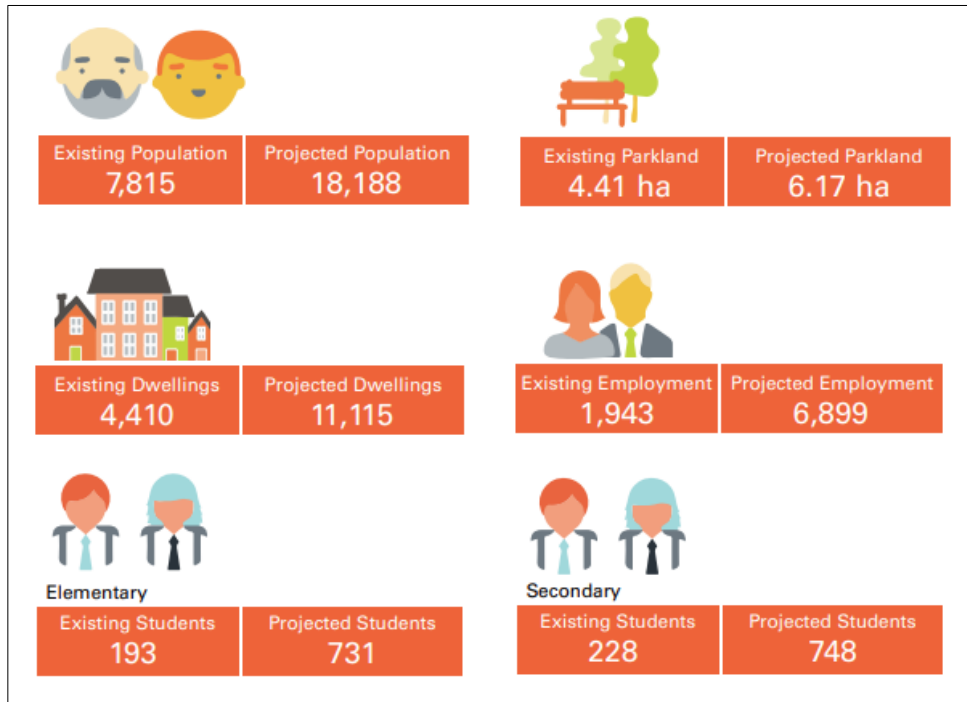 Existing Population
7,815
Projected Population
18,188
Existing Parkland
4.41 ha
Projected Parkland
6.17 ha
Existing Dwellings
4,410
Projected Dwellings
11,115
Existing Employment
1,943
Projected Employment
6,899
Elementary
Existing Students
193
Projected Students
731
Secondary
Existing Students
228
Projected Students
748